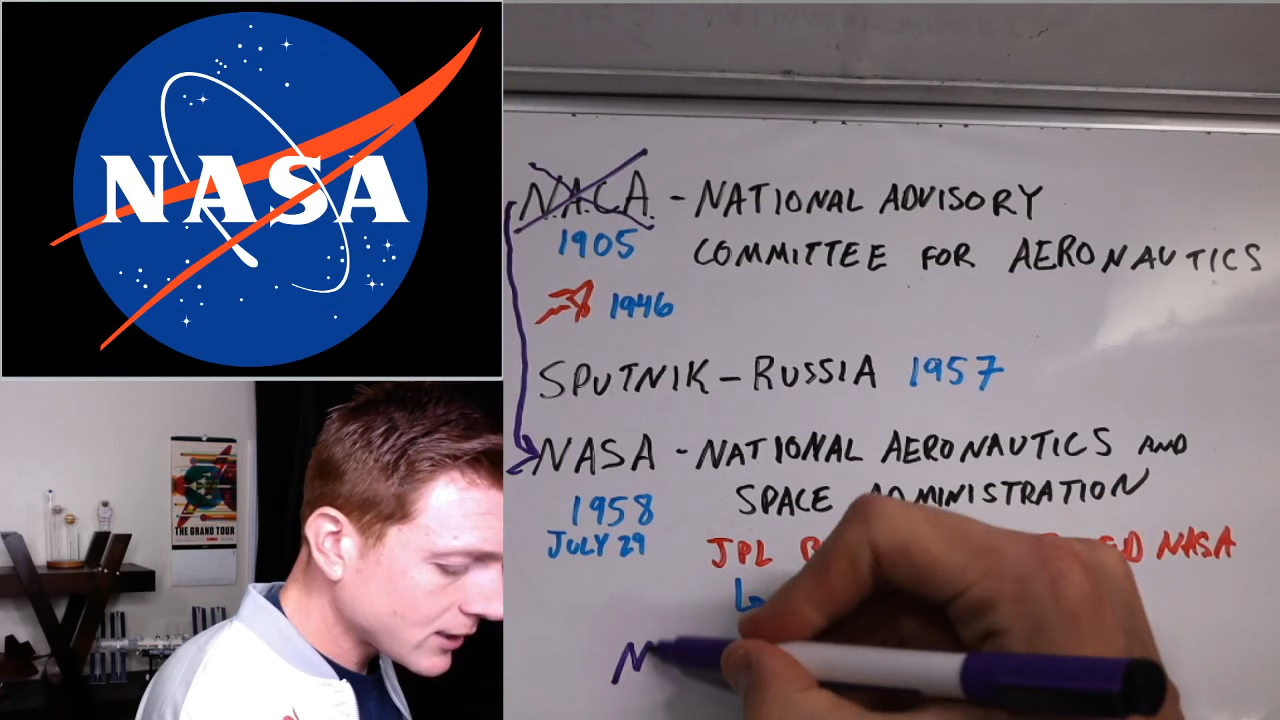 NASA
THE GRAND TOUR
N.A.C.A. - NATIONAL ADVISORY
1905 COMMITTEE FOR AERONAUTICS
1946
SPUTNIK - RUSSIA 1957
NASA - NATIONAL AERONAUTICS AND
1958 SPACE ADMINISTRATION
JULY 29 JPL NASA